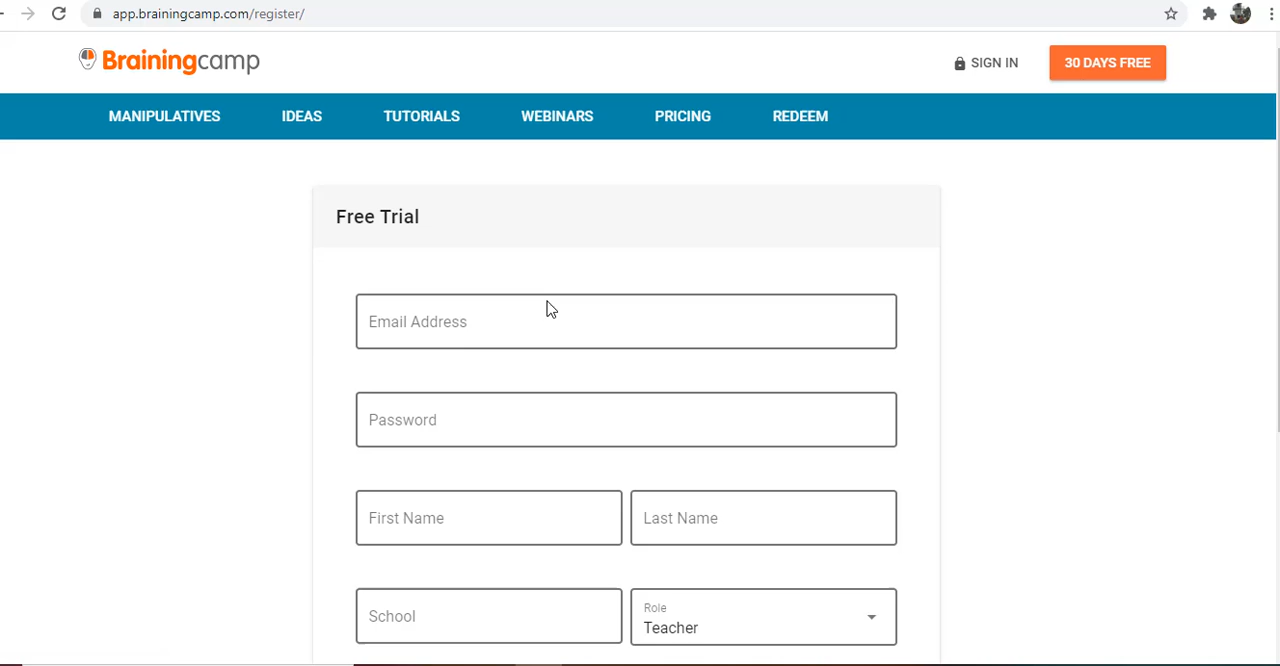 app.brainingcamp.com/register/
Brainingcamp
SIGN IN
30 DAYS FREE
MANIPULATIVES IDEAS TUTORIALS WEBINARS PRICING REDEEM
Free Trial
Email Address
Password
First Name Last Name
School
Role
Teacher